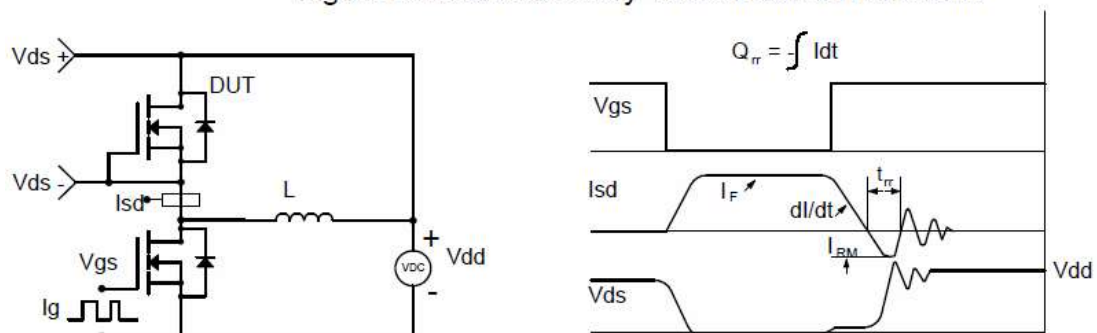 Vds +
DUT
Vds -
Isd
L
Vgs
Ig
+
VDC
-
Vdd
Qrr = -∫ Idt
Vgs
Isd
IF
dI/dt
trr
IRM
Vds
Vdd